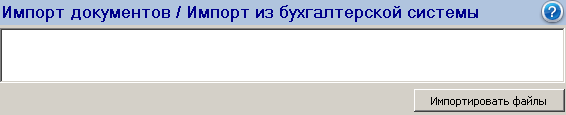 Импорт документов / Импорт из бухгалтерской системы
?
Импортировать файлы